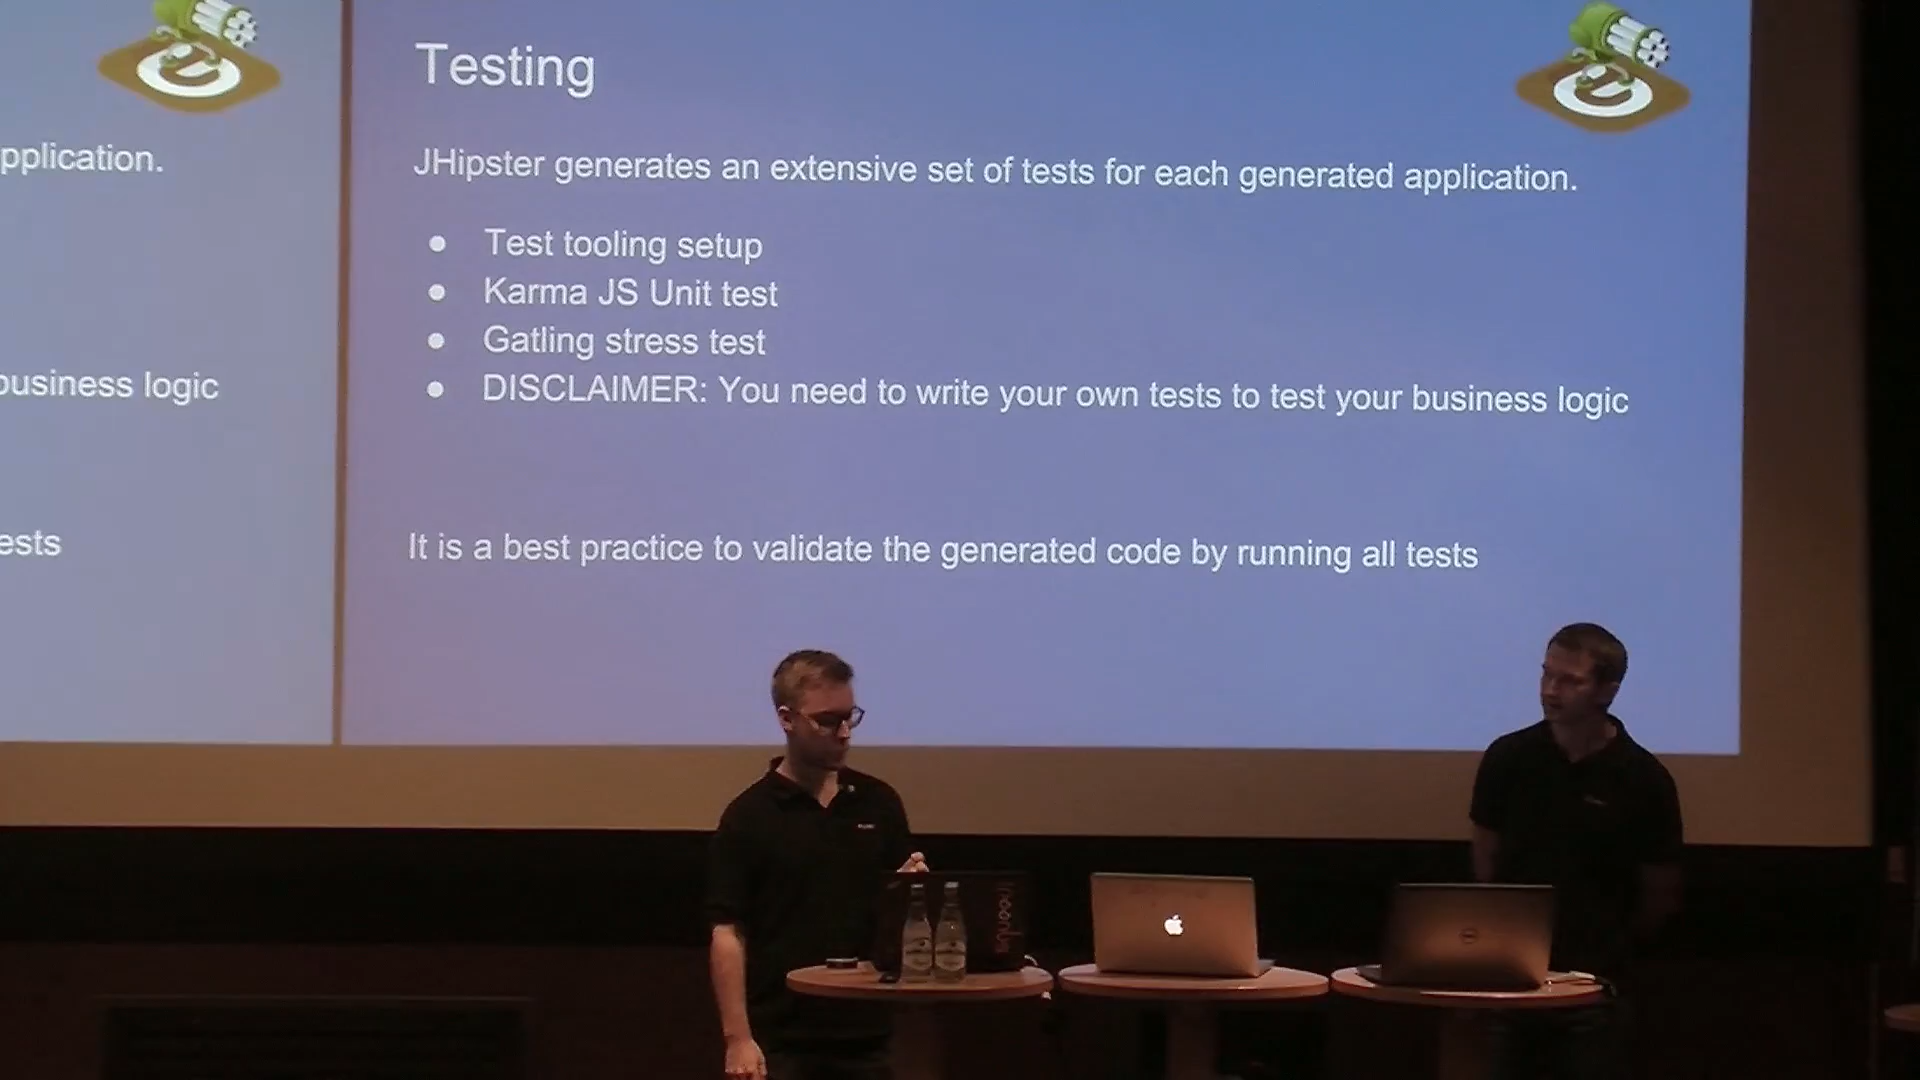 Testing
JHipster generates an extensive set of tests for each generated application.
● Test tooling setup
● Karma JS Unit test
● Gatling stress test
● DISCLAIMER: You need to write your own tests to test your business logic
It is a best practice to validate the generated code by running all tests
pplication.
business logic
ests